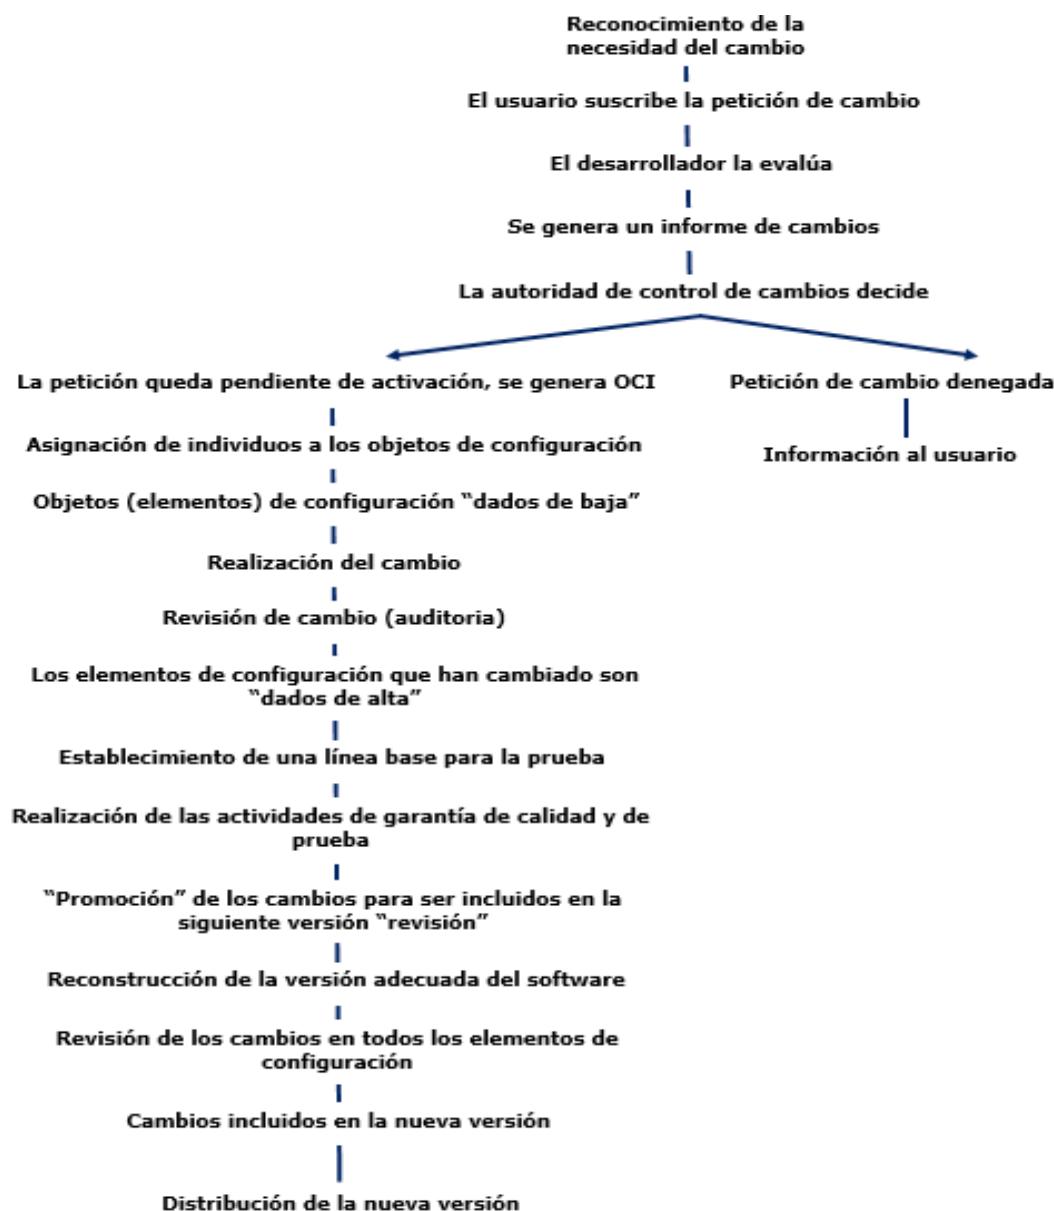 Reconocimiento de la
necesidad del cambio
El usuario suscribe la petición de cambio
El desarrollador la evalúa
Se genera un informe de cambios
La autoridad de control de cambios decide
La petición queda pendiente de activación, se genera OCI
Petición de cambio denegada
Asignación de individuos a los objetos de configuración
Información al usuario
Objetos (elementos) de configuración “dados de baja”
Realización del cambio
Revisión de cambio (auditoria)
Los elementos de configuración que han cambiado son
“dados de alta”
Establecimiento de una línea base para la prueba
Realización de las actividades de garantía de calidad y de
prueba
“Promoción” de los cambios para ser incluidos en la
siguiente versión “revisión”
Reconstrucción de la versión adecuada del software
Revisión de los cambios en todos los elementos de
configuración
Cambios incluidos en la nueva versión
Distribución de la nueva versión